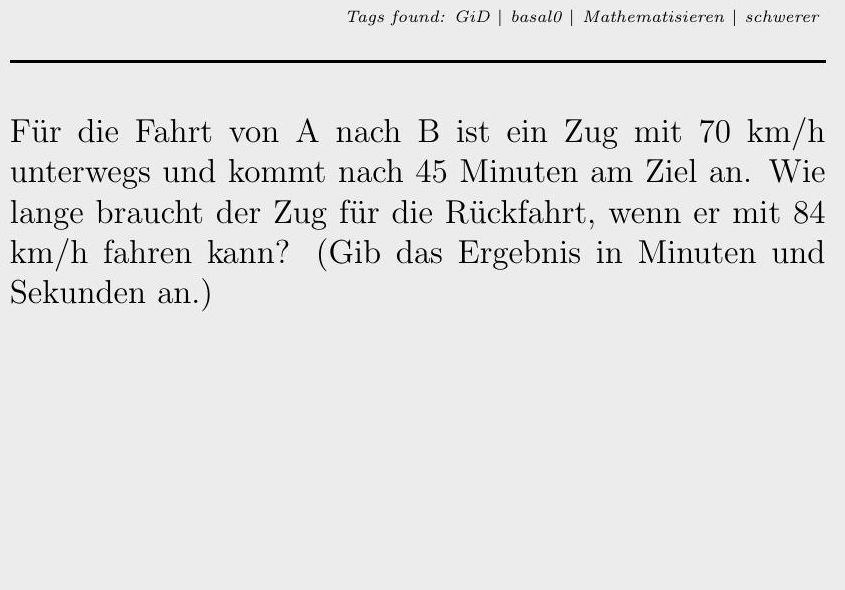 Tags found: GiD | basal0 | Mathematisieren | schwerer
Für die Fahrt von A nach B ist ein Zug mit 70 km/h
unterwegs und kommt nach 45 Minuten am Ziel an. Wie
lange braucht der Zug für die Rückfahrt, wenn er mit 84
km/h fahren kann? (Gib das Ergebnis in Minuten und
Sekunden an.)